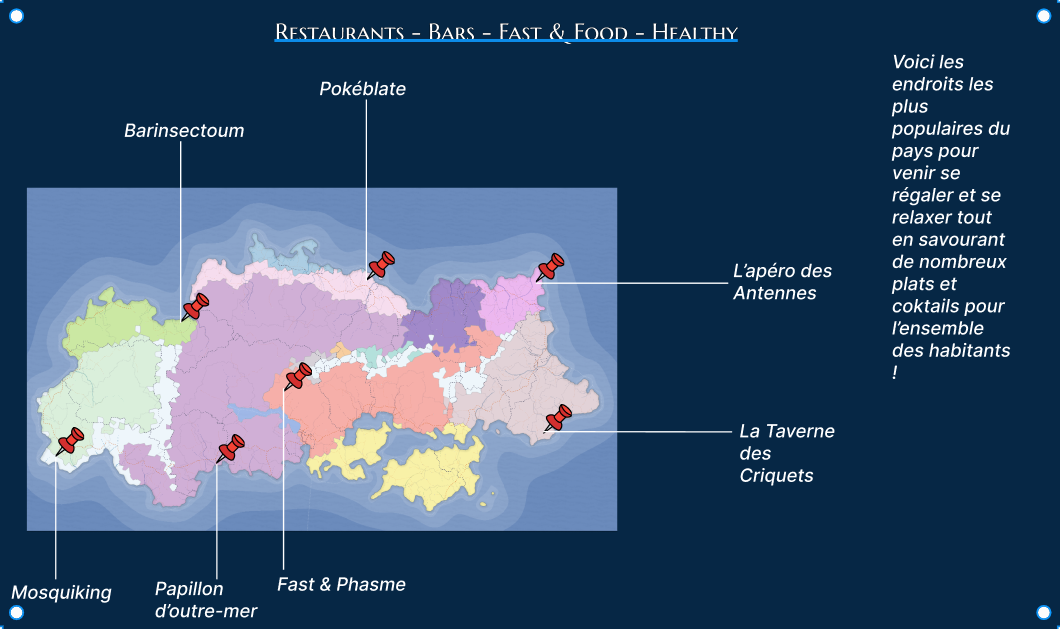 Restaurants - Bars - Fast & Food - Healthy
Voici les
endroits les
plus
populaires du
pays pour
venir se
régaler et se
relaxer tout
en savourant
de nombreux
plats et
coktails pour
l'ensemble
des habitants
!
Pokéblate
Barinsectoum
L'apéro des
Antennes
La Taverne
des
Criquets
Mosquiking
Papillon
d'outre-mer
Fast & Phasme